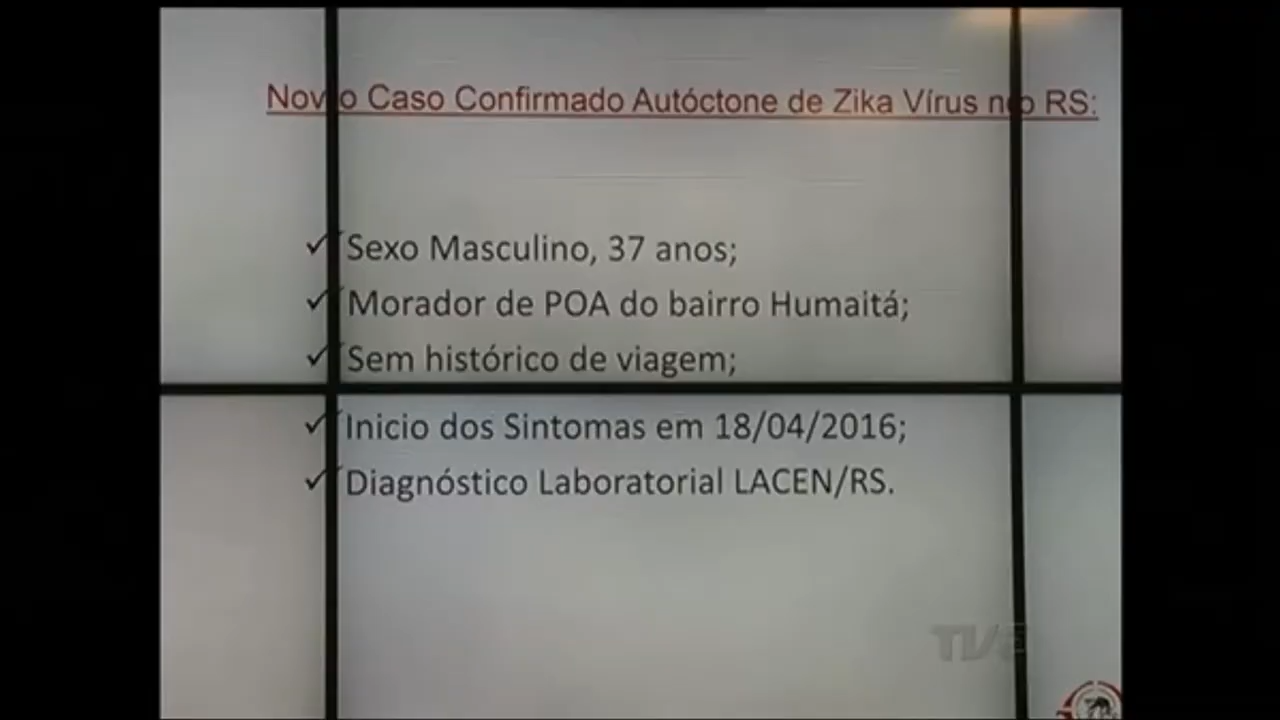 Novo Caso Confirmado Autóctone de Zika Vírus no RS:
✓ Sexo Masculino, 37 anos;
✓ Morador de POA do bairro Humaitá;
✓ Sem histórico de viagem;
✓ Inicio dos Sintomas em 18/04/2016;
✓ Diagnóstico Laboratorial LACEN/RS.
TVE